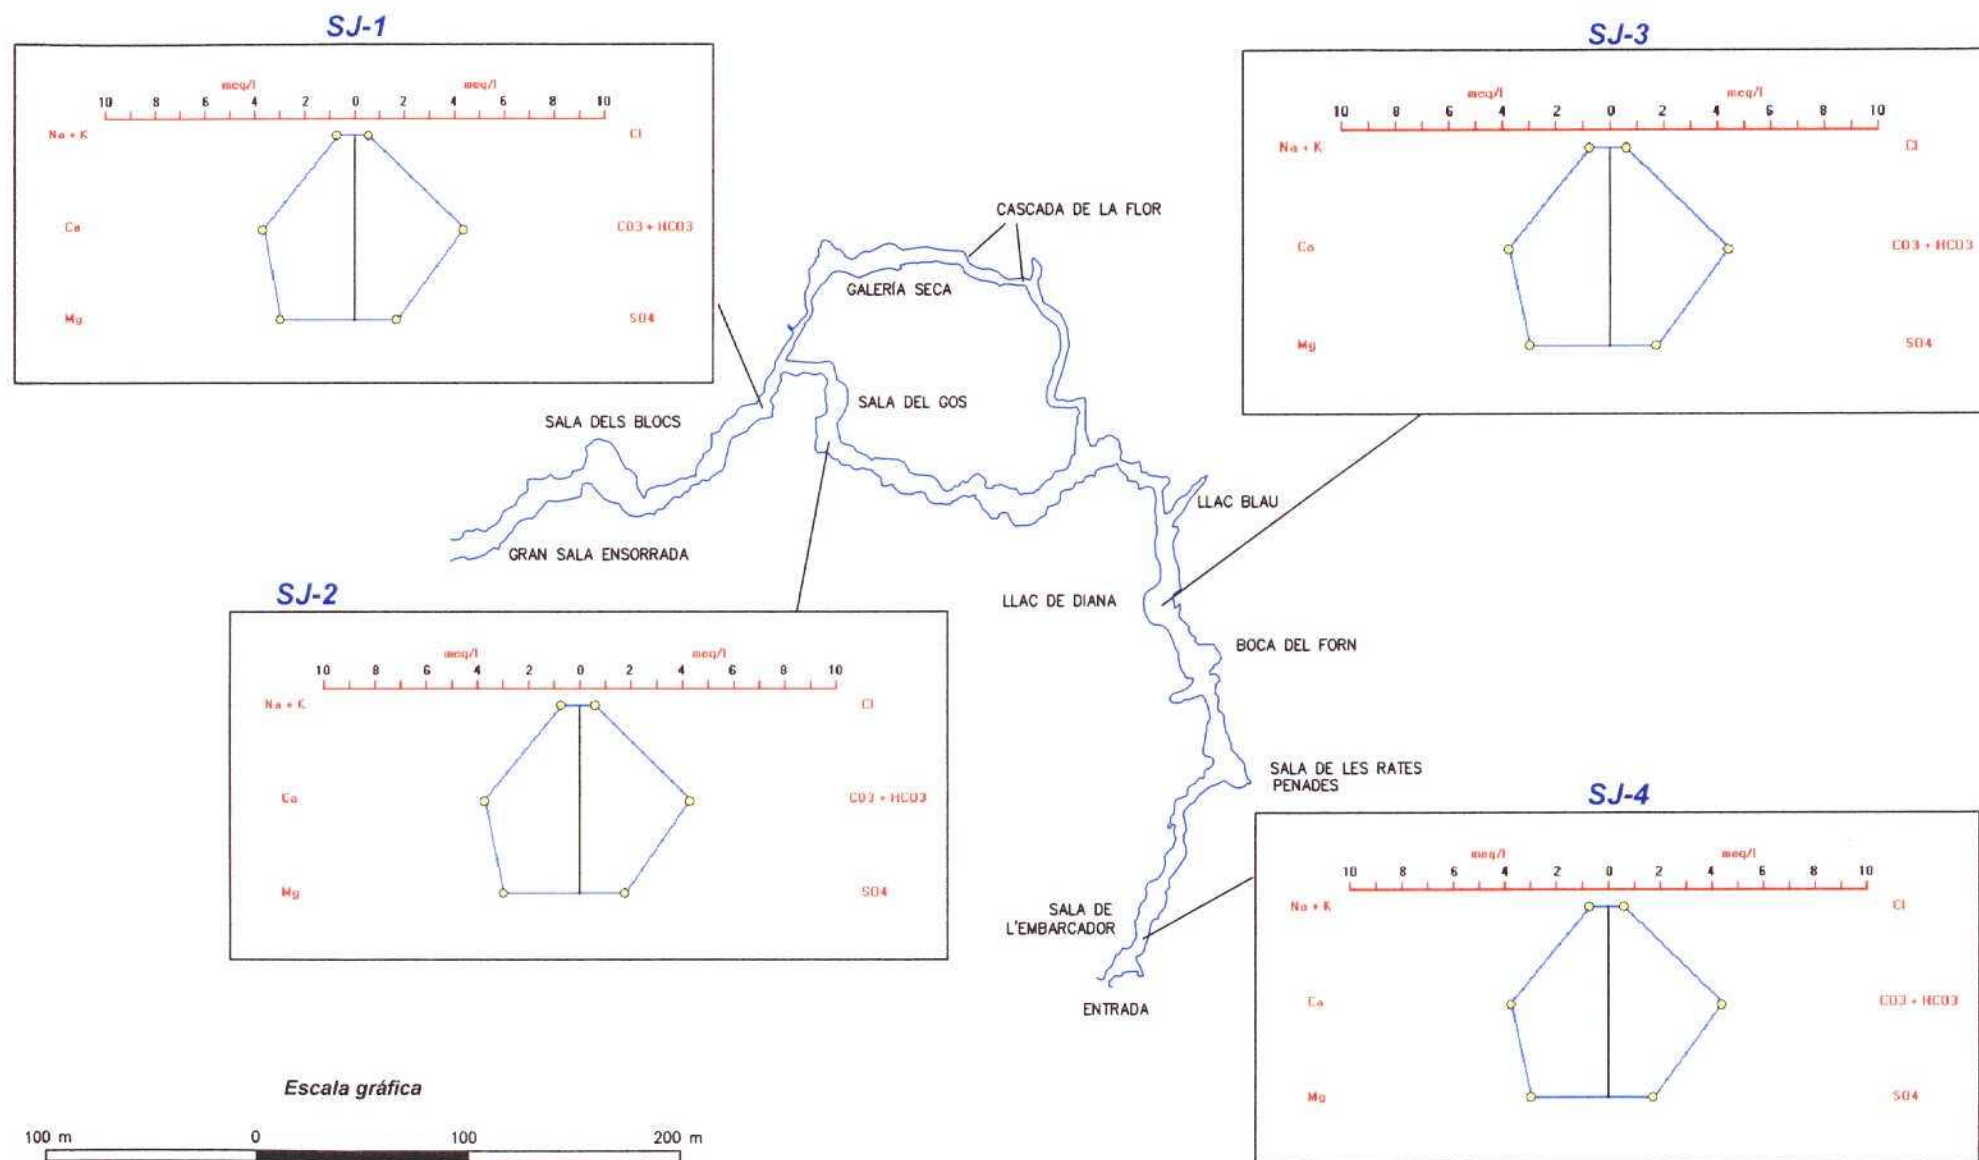 SJ-1
meq/l meq/l
10 8 6 4 2 0 2 4 6 8 10
Na + K Cl
Ca CO3 + HCO3
Mg SO4
SJ-3
meq/l meq/l
10 8 6 4 2 0 2 4 6 8 10
Na + K Cl
Ca CO3 + HCO3
Mg SO4
CASCADA DE LA FLOR
GALERÍA SECA
SALA DEL GOS
SALA DELS BLOCS
GRAN SALA ENSORRADA
LLAC BLAU
LLAC DE DIANA
BOCA DEL FORN
SALA DE LES RATES
PENADES
SALA DE
L'EMBARCADOR
ENTRADA
SJ-2
meq/l meq/l
10 8 6 4 2 0 2 4 6 8 10
Na + K Cl
Ca CO3 + HCO3
Mg SO4
SJ-4
meq/l meq/l
10 8 6 4 2 0 2 4 6 8 10
Na + K Cl
Ca CO3 + HCO3
Mg SO4
Escala gráfica
100 m 0 100 200 m